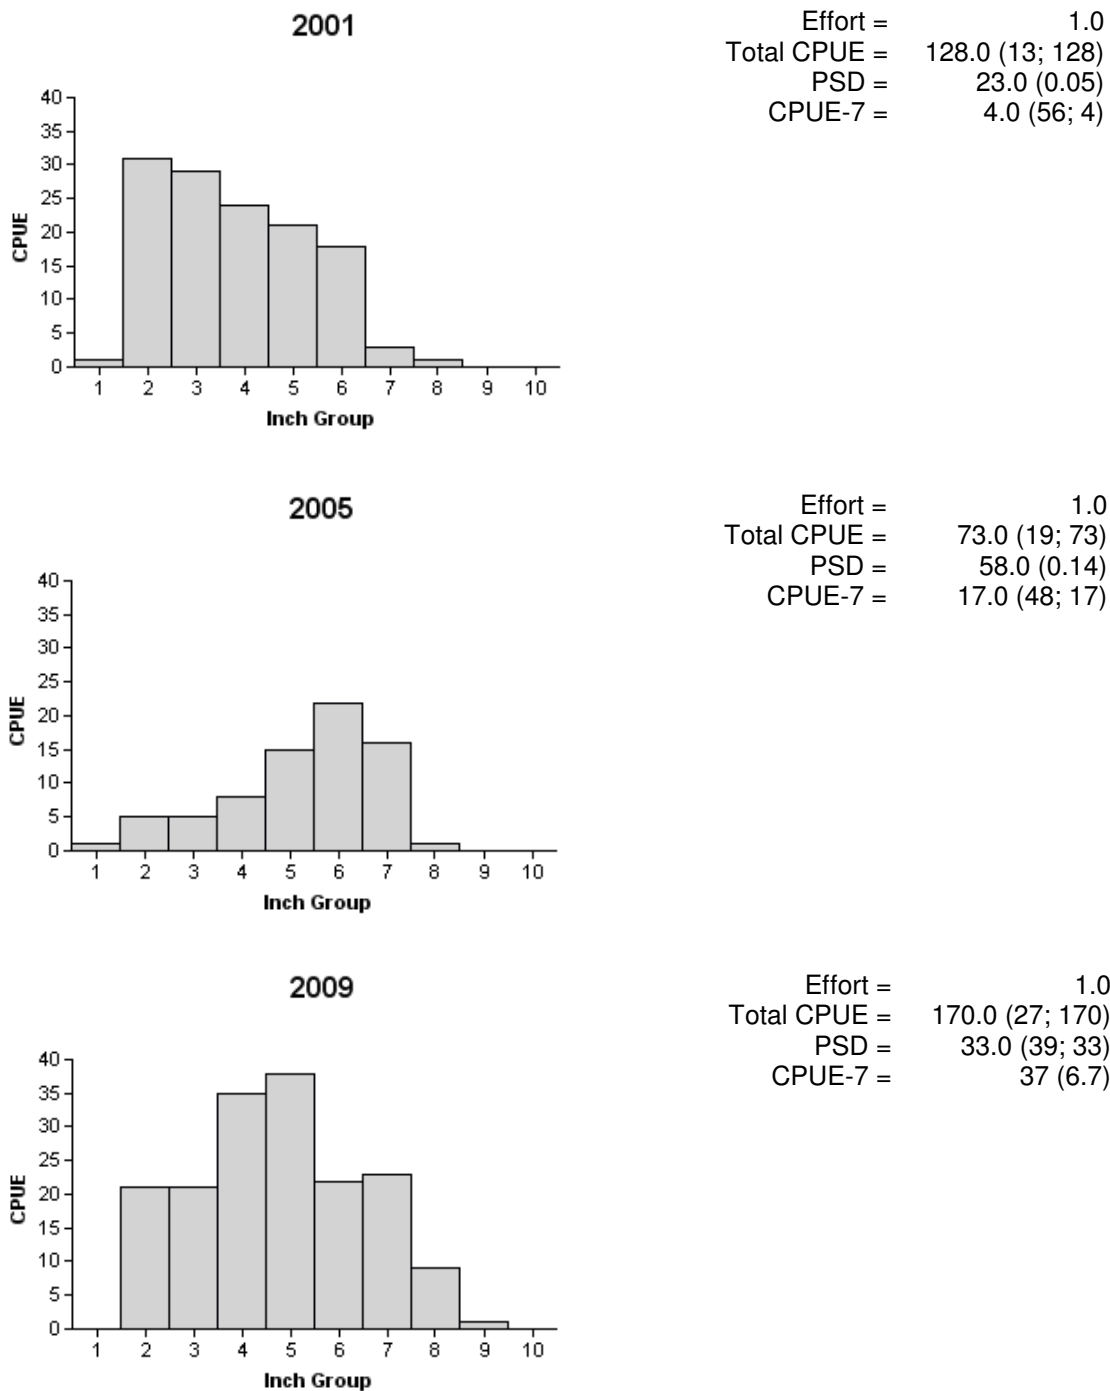 2001
Effort = 1.0
Total CPUE = 128.0 (13; 128)
PSD = 23.0 (0.05)
CPUE-7 = 4.0 (56; 4)
40
35
30
25
20
15
10
5
0
CPUE
1 2 3 4 5 6 7 8 9 10
Inch Group
2005
Effort = 1.0
Total CPUE = 73.0 (19; 73)
PSD = 58.0 (0.14)
CPUE-7 = 17.0 (48; 17)
40
35
30
25
20
15
10
5
0
CPUE
1 2 3 4 5 6 7 8 9 10
Inch Group
2009
Effort = 1.0
Total CPUE = 170.0 (27; 170)
PSD = 33.0 (39; 33)
CPUE-7 = 37 (6.7)
40
35
30
25
20
15
10
5
0
CPUE
1 2 3 4 5 6 7 8 9 10
Inch Group